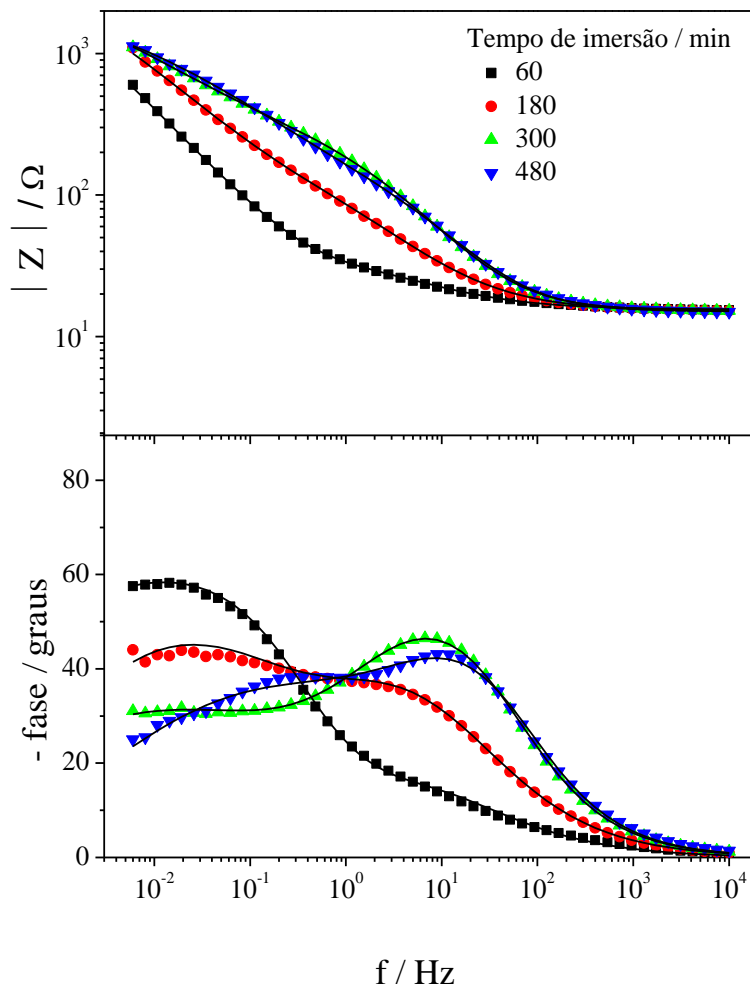 Tempo de imersão / min
60
180
300
480
| Z | / Ω
10³
10²
10¹
- fase / graus
80
60
40
20
0
10⁻² 10⁻¹ 10⁰ 10¹ 10² 10³ 10⁴
f / Hz